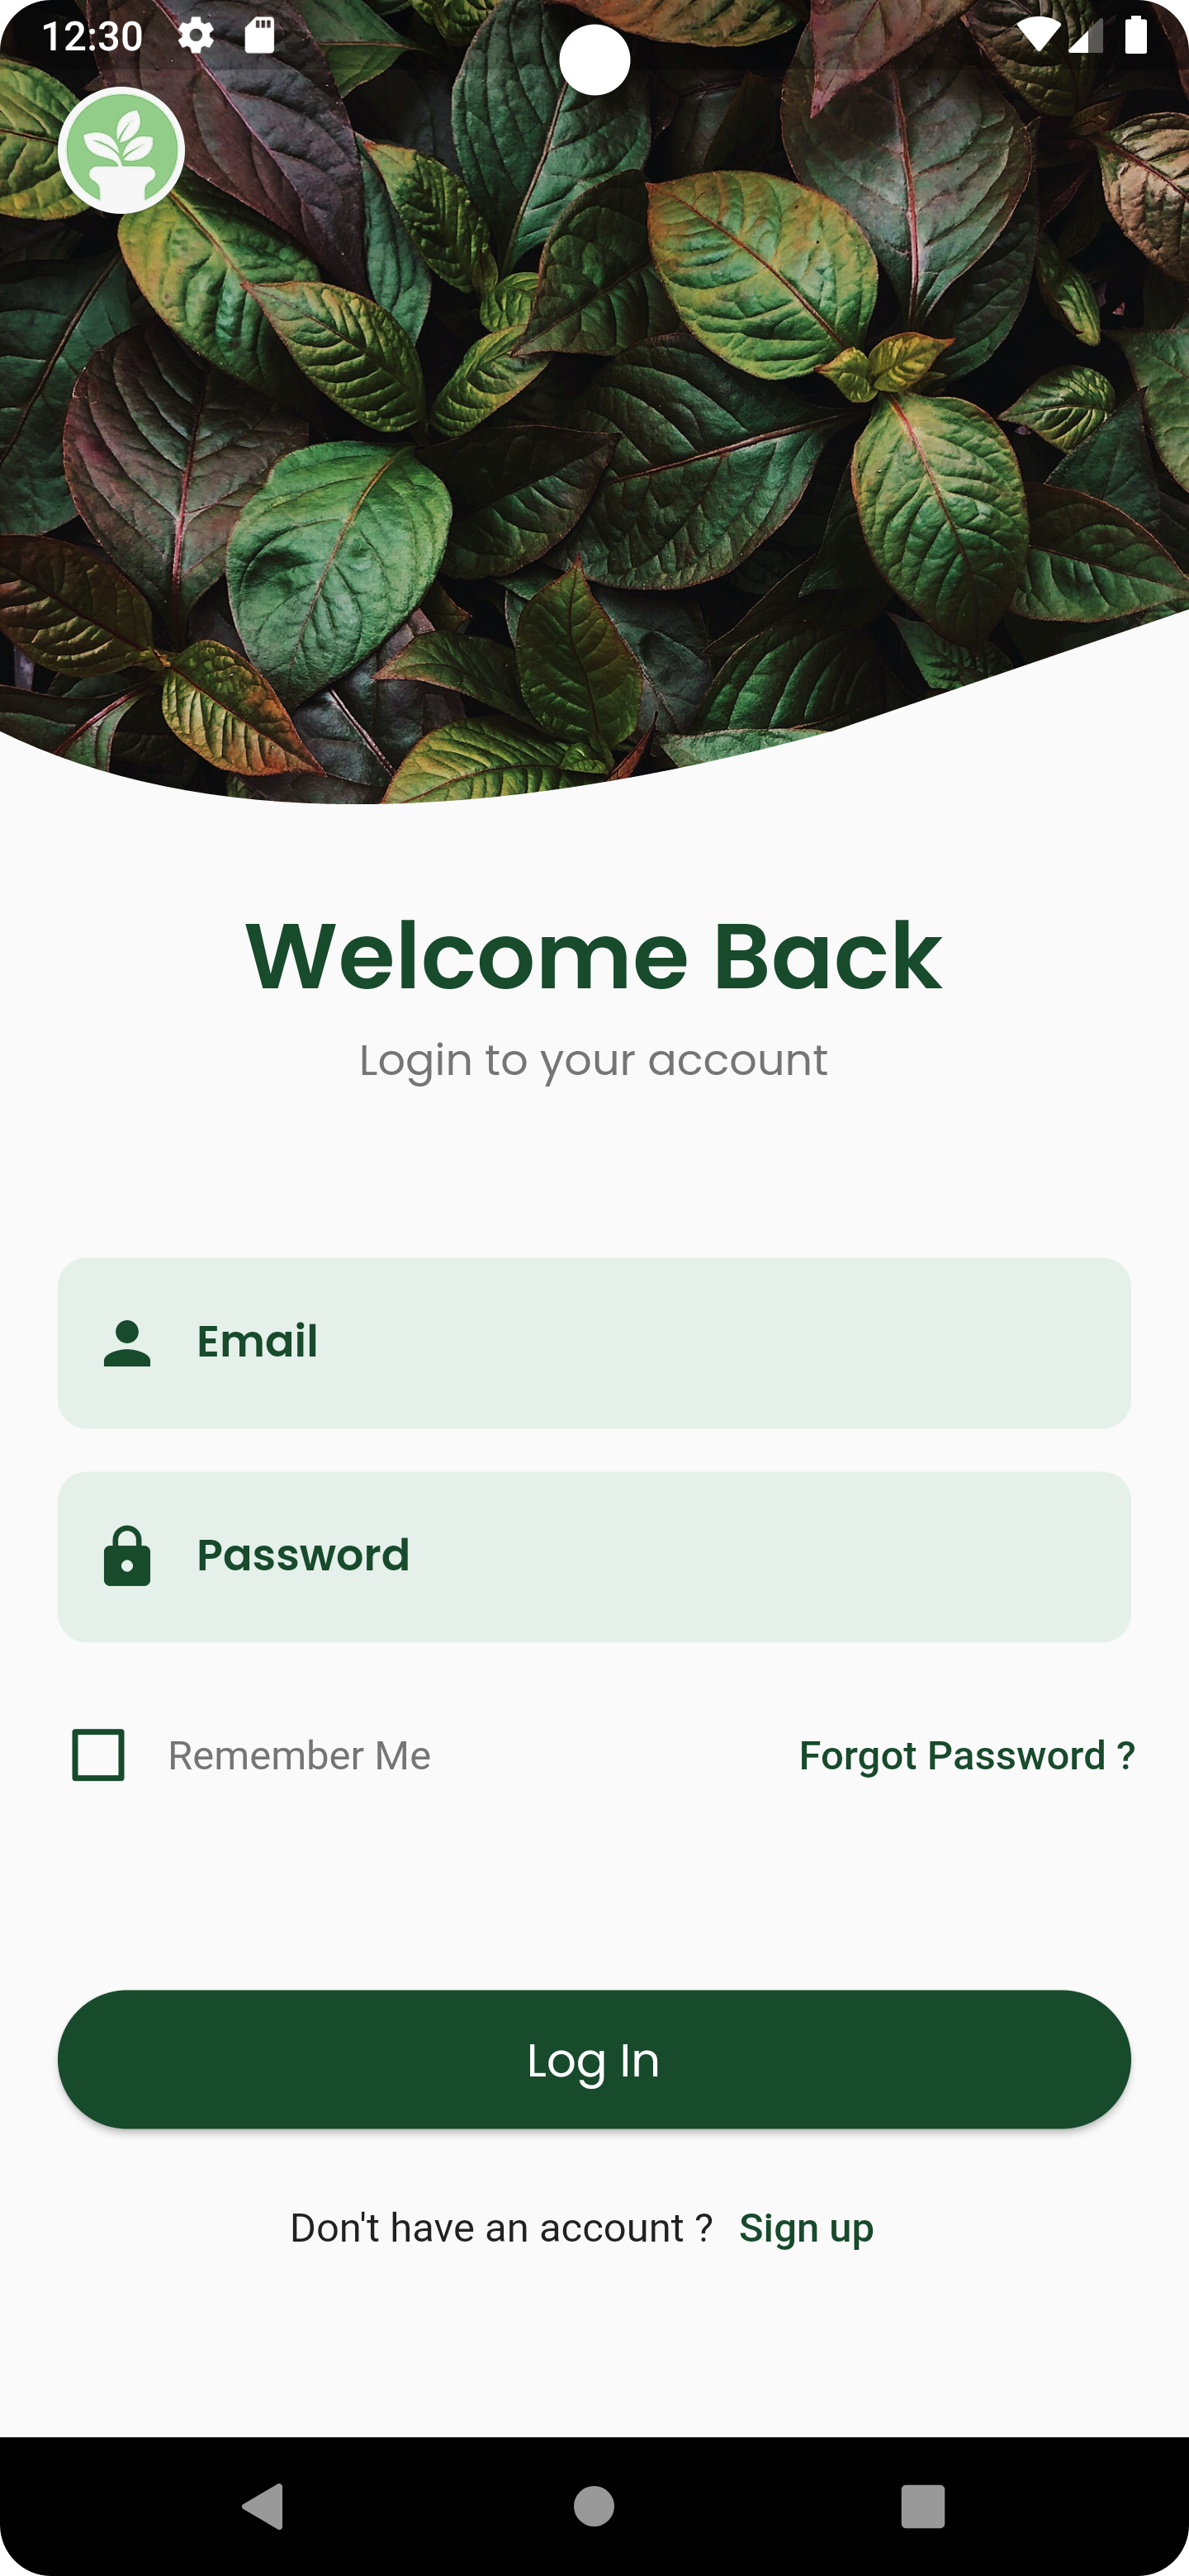 12:30
Welcome Back
Login to your account
Email
Password
Remember Me
Forgot Password ?
Log In
Don't have an account ? Sign up